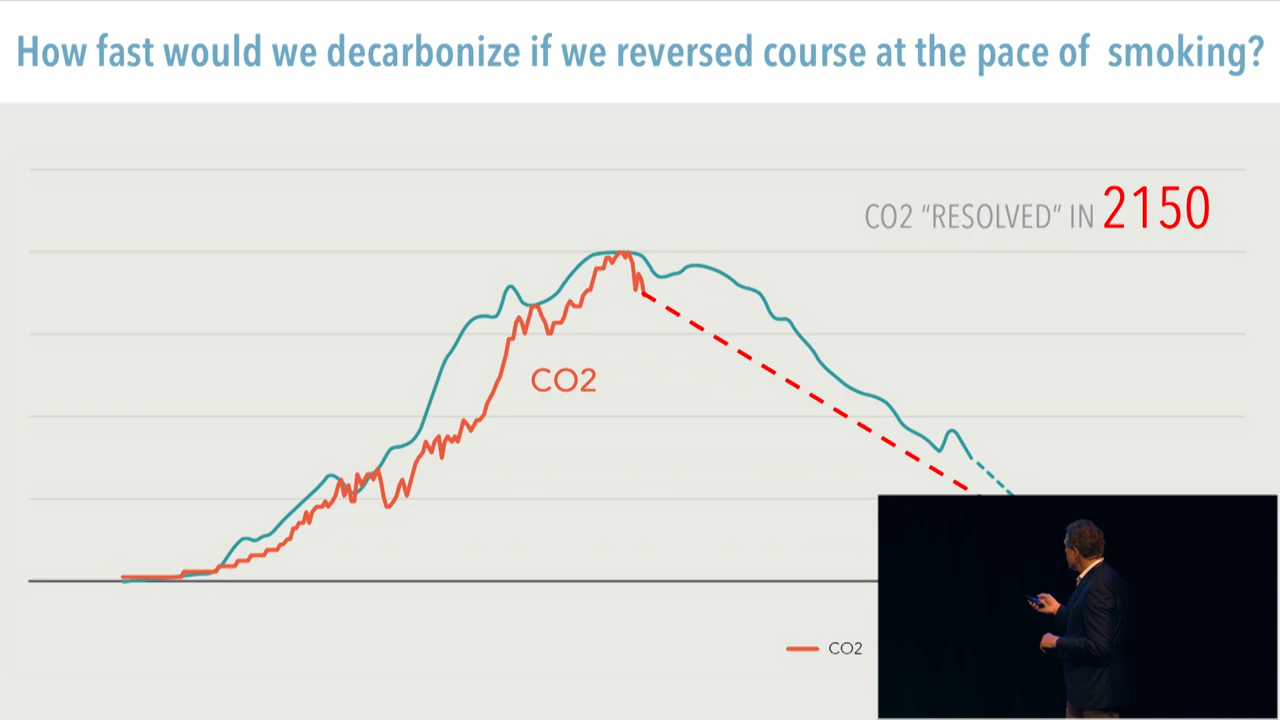 How fast would we decarbonize if we reversed course at the pace of smoking?
CO2 “RESOLVED” IN 2150
CO2
CO2